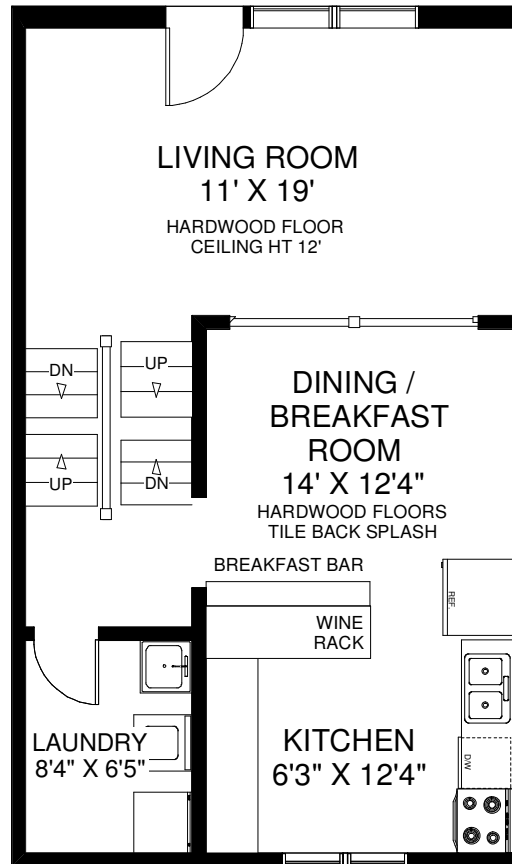 LIVING ROOM
11' X 19'
HARDWOOD FLOOR
CEILING HT 12'
DN
UP
UP
DN
DINING /
BREAKFAST
ROOM
14' X 12'4"
HARDWOOD FLOORS
TILE BACK SPLASH
BREAKFAST BAR
REF.
WINE
RACK
LAUNDRY
8'4" X 6'5"
KITCHEN
6'3" X 12'4"
D/W